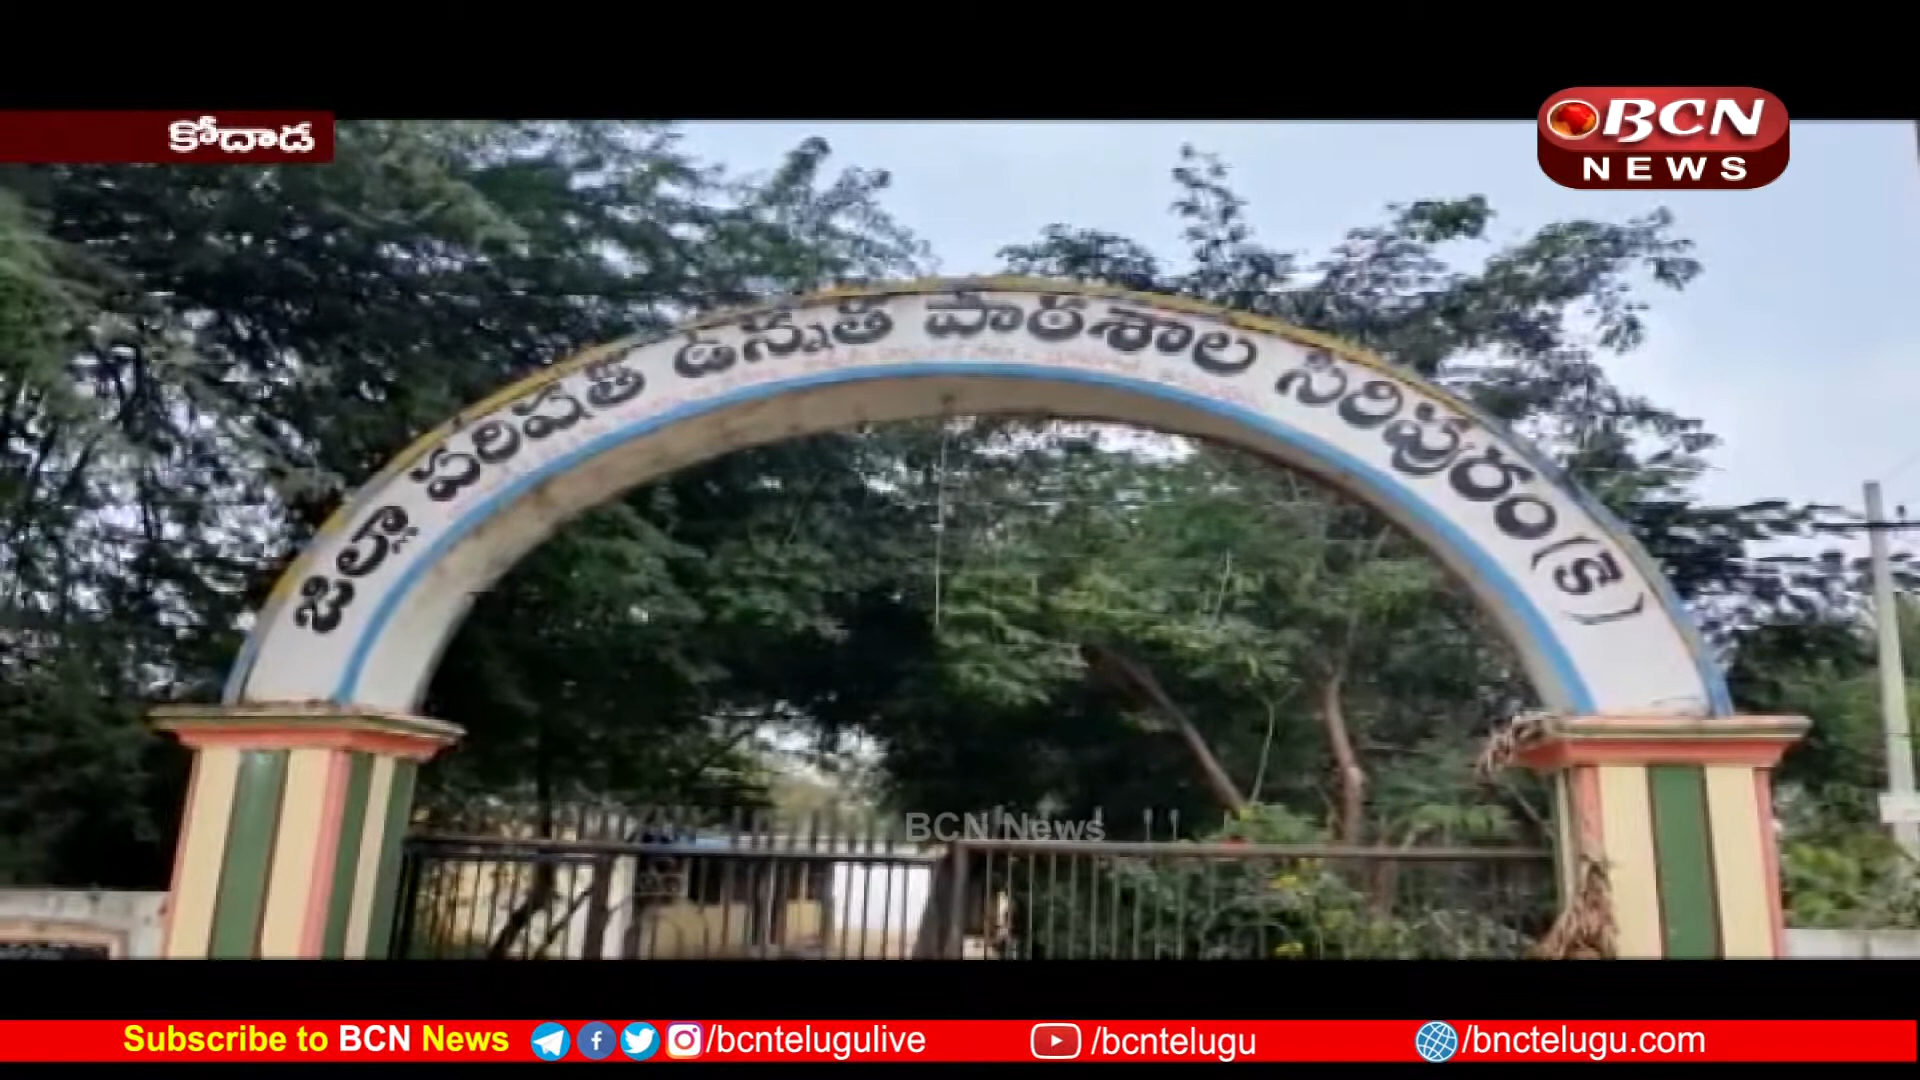 కోదాడ
BCN
NEWS
జిల్లా పరిషత్ ఉన్నత పాఠశాల సిరిపురం (కె)
BCN News
Subscribe to BCN News /bcntelugulive /bcntelugu /bnctelugu.com